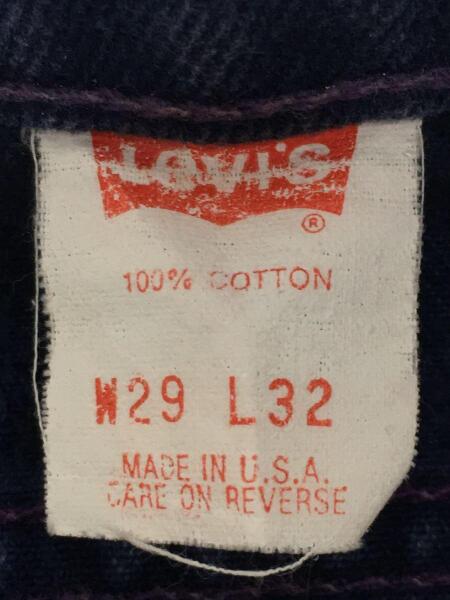 Levi's
®
100% COTTON
W29 L32
MADE IN U.S.A.
CARE ON REVERSE